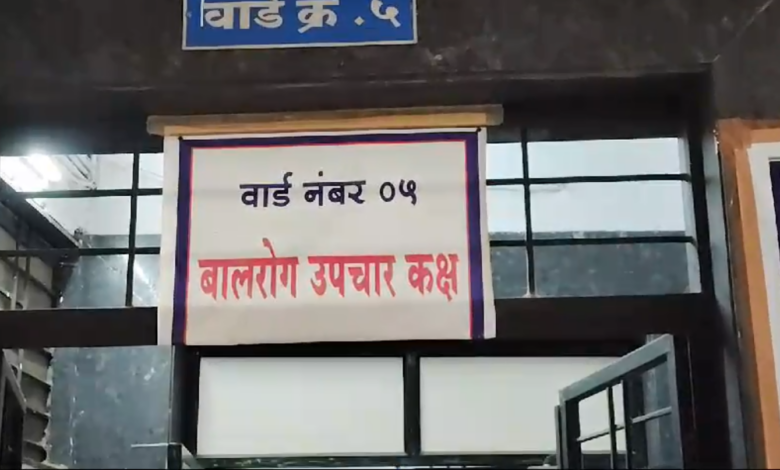 वार्ड क्र .५
वार्ड नंबर ०५
बालरोग उपचार कक्ष